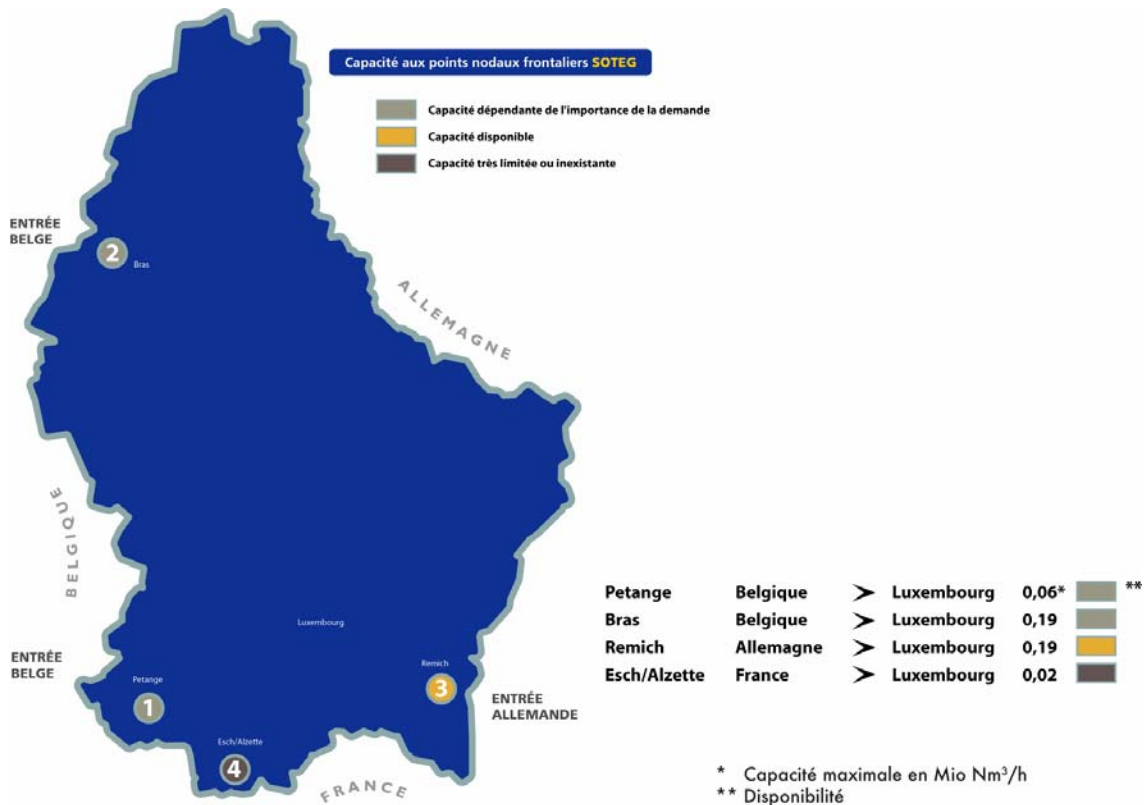 Capacité aux points nodaux frontaliers SOTEG
Capacité dépendante de l'importance de la demande
Capacité disponible
Capacité très limitée ou inexistante
ENTRÉE
BELGE
2
Bras
ALLEMAGNE
BELGIQUE
Luxembourg
ENTRÉE
BELGE
Petange
1
Remich
3
ENTRÉE
ALLEMANDE
Esch/Alzette
4
FRANCE
Petange Belgique ➤ Luxembourg 0,06* **
Bras Belgique ➤ Luxembourg 0,19
Remich Allemagne ➤ Luxembourg 0,19
Esch/Alzette France ➤ Luxembourg 0,02
* Capacité maximale en Mio Nm³/h
** Disponibilité